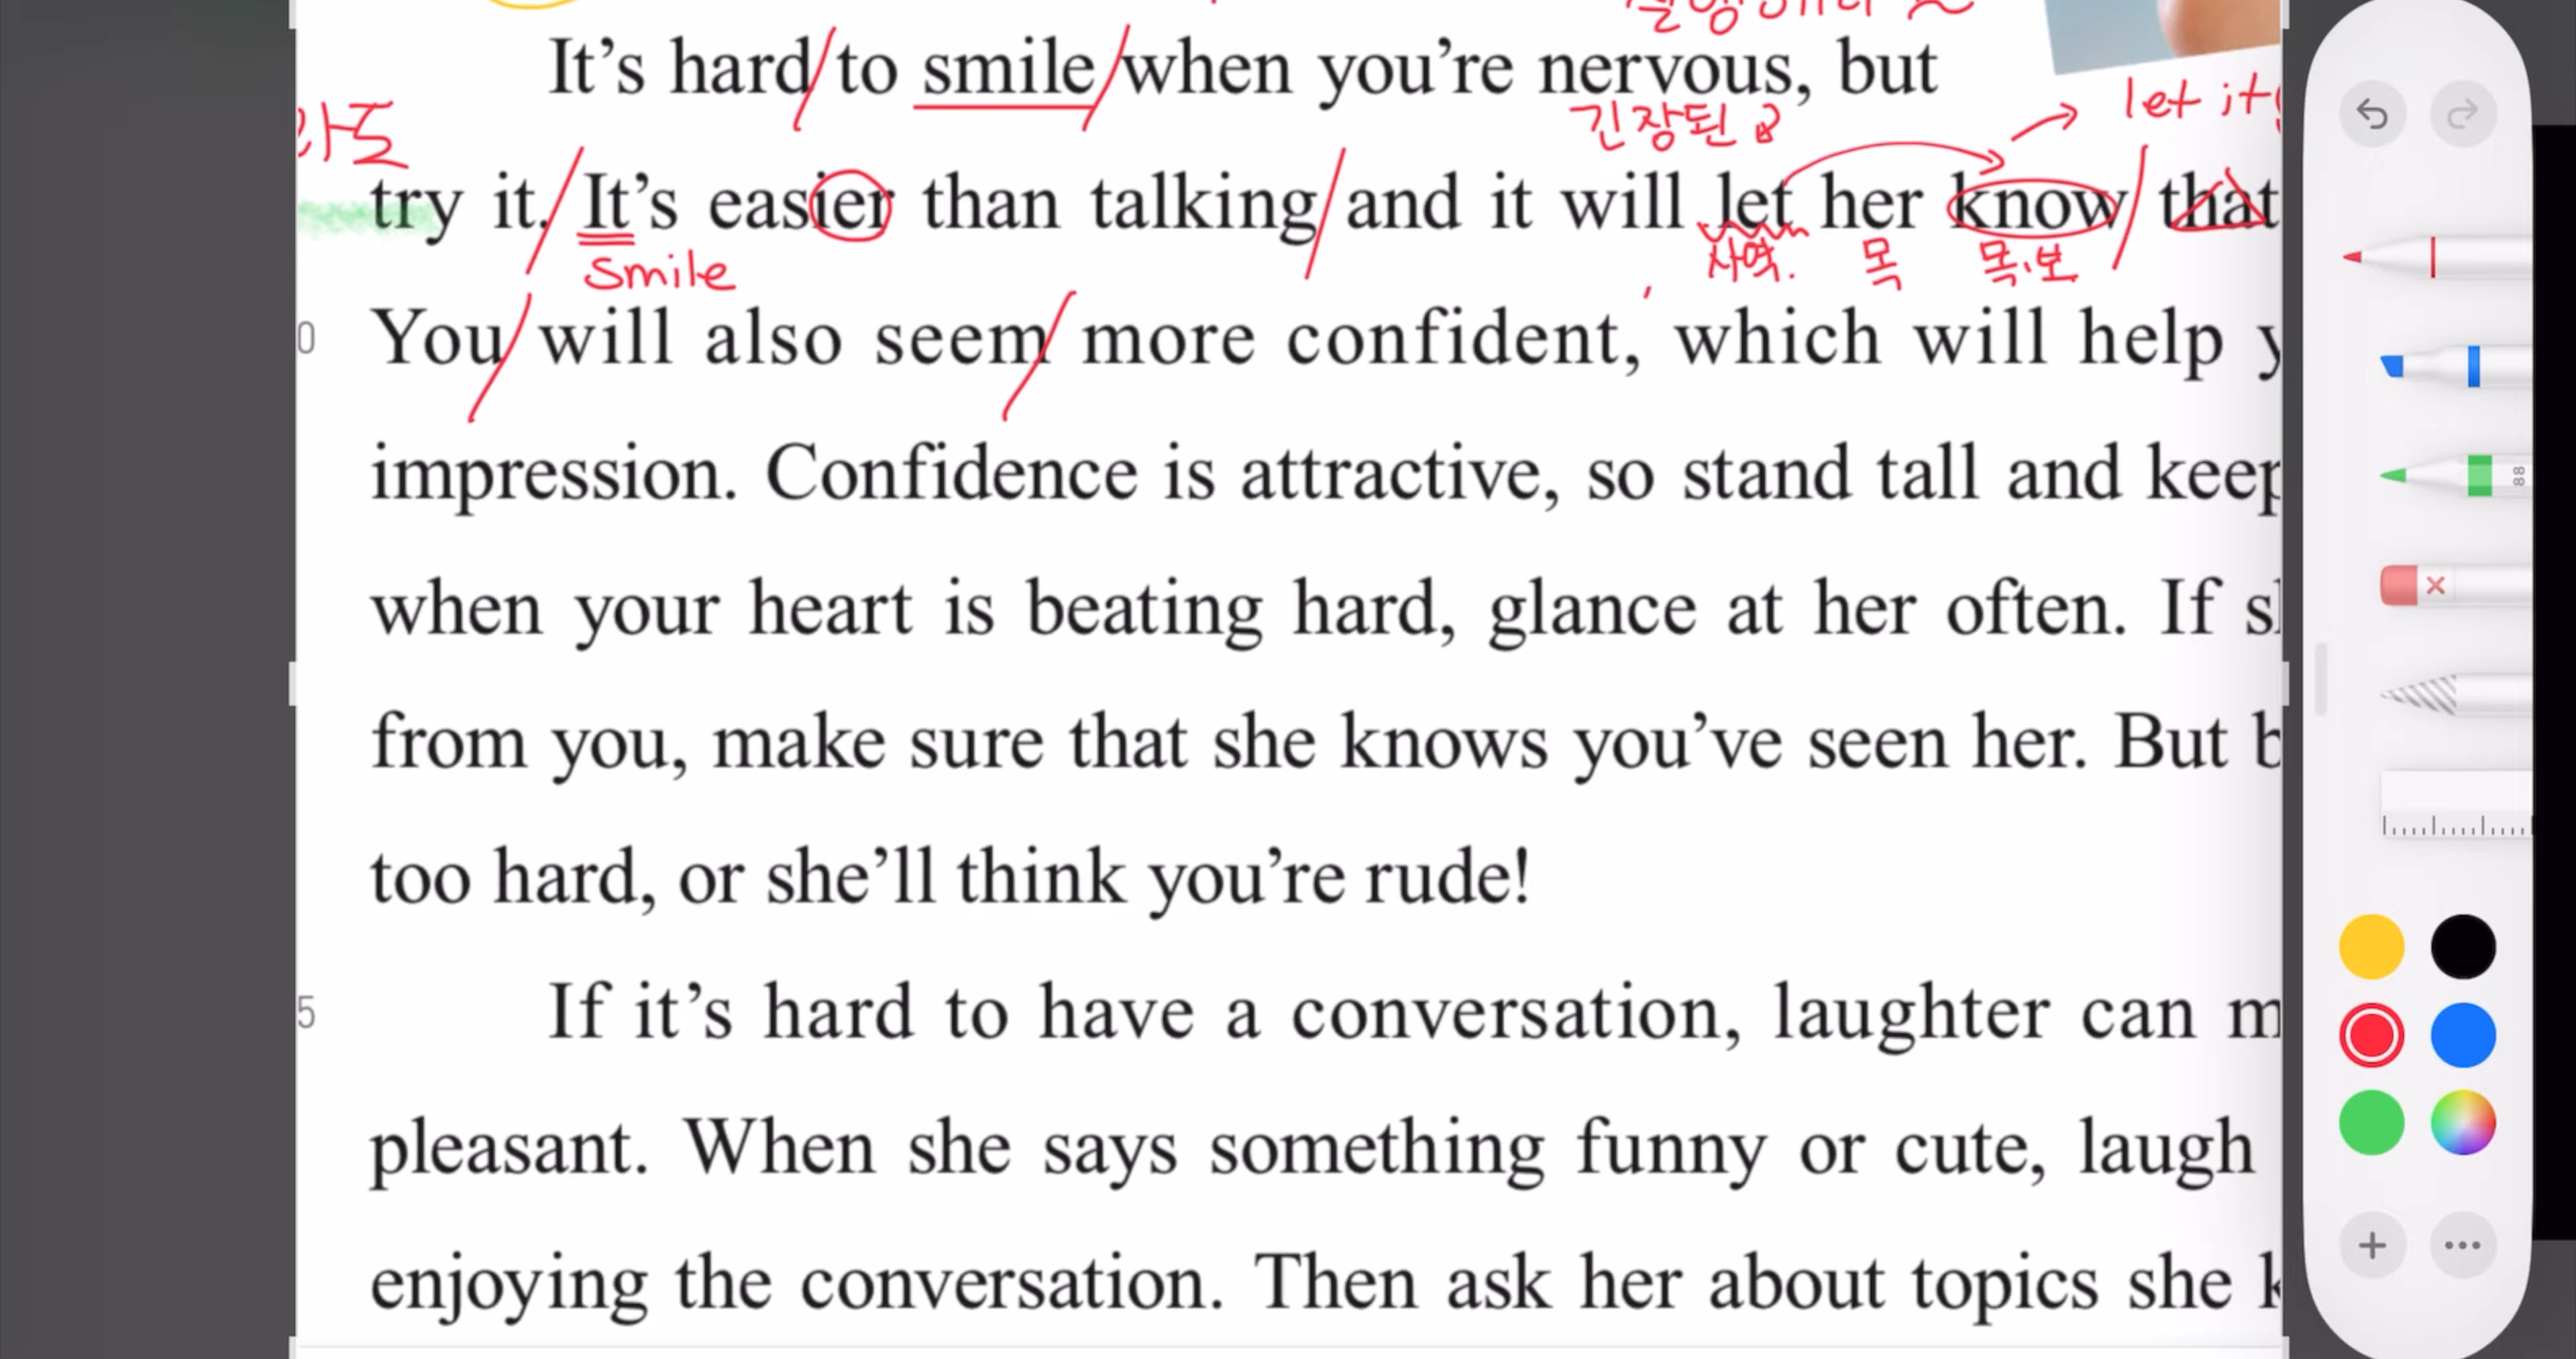 It's hard to smile when you're nervous, but
긴장된
let it
라도
try it. It's easier than talking and it will let her know that
smile
사역. 목 목.보
0
You will also seem more confident, which will help y
impression. Confidence is attractive, so stand tall and keep
when your heart is beating hard, glance at her often. If sh
from you, make sure that she knows you've seen her. But b
too hard, or she'll think you're rude!
5
If it's hard to have a conversation, laughter can m
pleasant. When she says something funny or cute, laugh
enjoying the conversation. Then ask her about topics she k
88